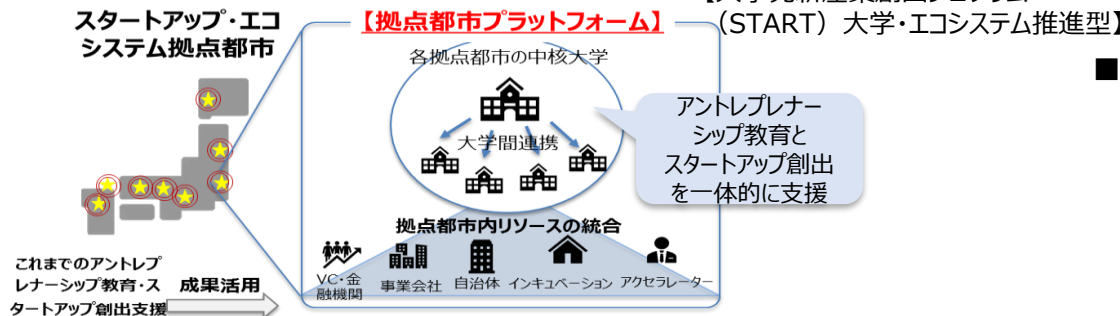 スタートアップ・エコ
システム拠点都市
【拠点都市プラットフォーム】
（START）大学・エコシステム推進型】
■
各拠点都市の中核大学
大学間連携
アントレプレナー
シップ教育と
スタートアップ創出
を一体的に支援
拠点都市内リソースの統合
VC・金
融機関
事業会社
自治体
インキュベーション
アクセラレーター
これまでのアントレプ
レナーシップ教育・ス
タートアップ創出支援
成果活用